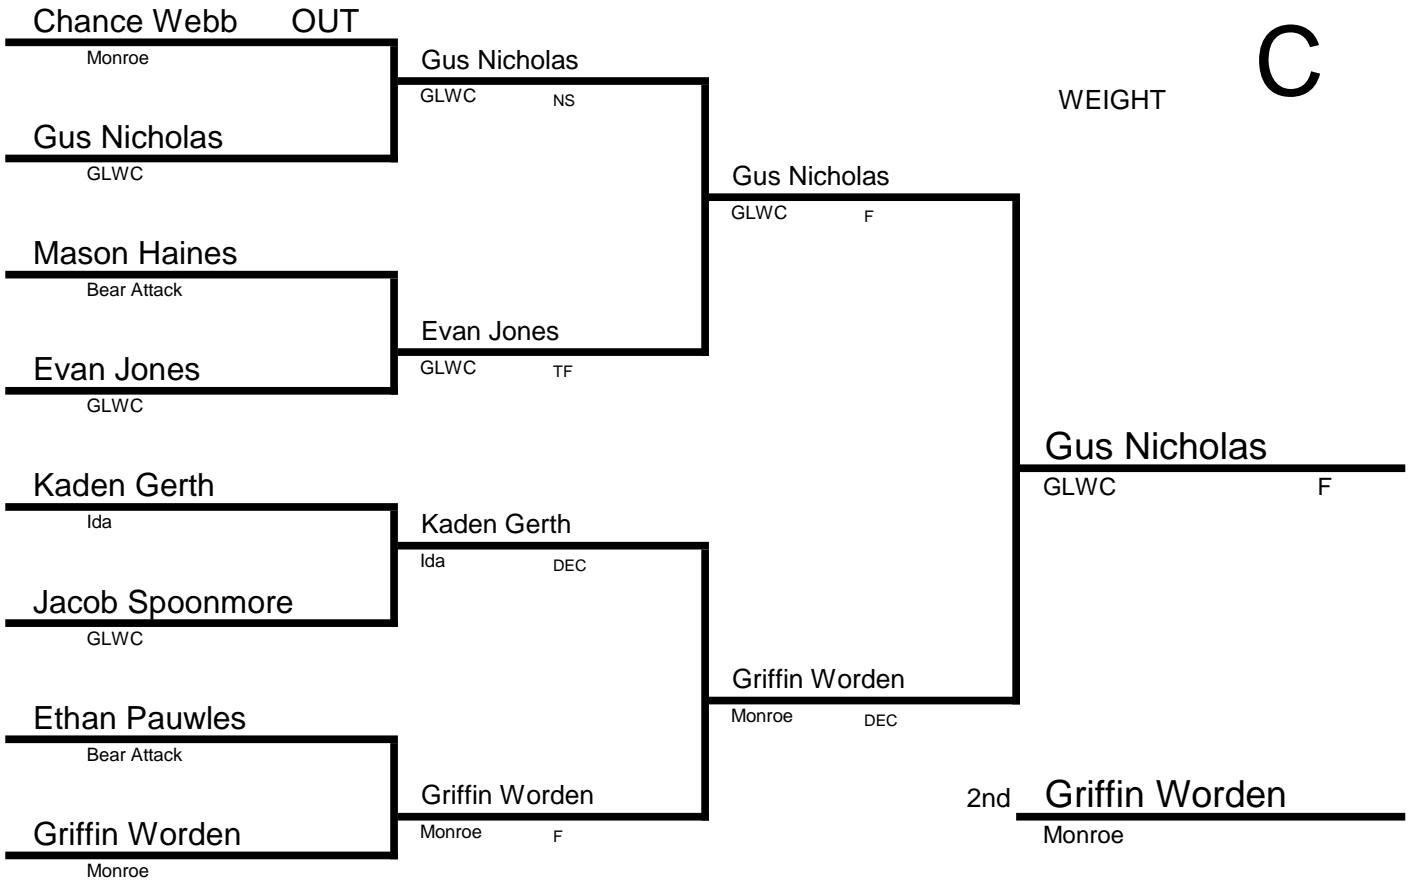 Chance Webb OUT
Monroe
Gus Nicholas
GLWC NS
C
WEIGHT
Gus Nicholas
GLWC
Gus Nicholas
GLWC F
Mason Haines
Bear Attack
Evan Jones
GLWC TF
Evan Jones
GLWC
Gus Nicholas
GLWC F
Kaden Gerth
Ida
Kaden Gerth
Ida DEC
Jacob Spoonmore
GLWC
Griffin Worden
Monroe DEC
Ethan Pauwles
Bear Attack
Griffin Worden
Monroe F
2nd Griffin Worden
Monroe
Griffin Worden
Monroe